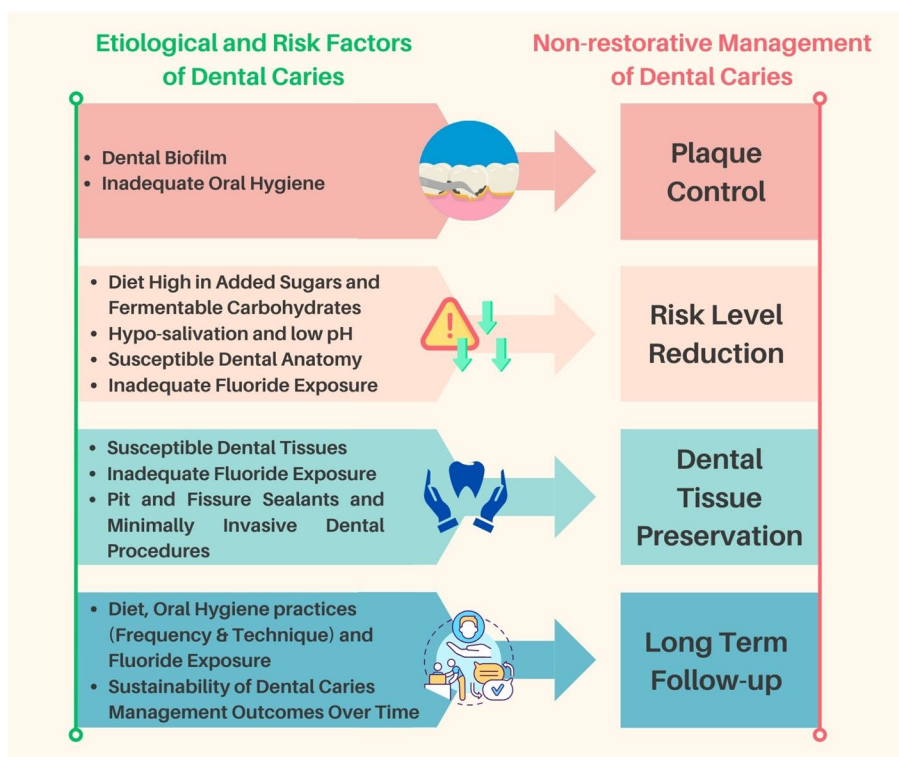 Etiological and Risk Factors
of Dental Caries
Non-restorative Management
of Dental Caries
• Dental Biofilm
• Inadequate Oral Hygiene
Plaque
Control
• Diet High in Added Sugars and
Fermentable Carbohydrates
• Hypo-salivation and low pH
• Susceptible Dental Anatomy
• Inadequate Fluoride Exposure
Risk Level
Reduction
• Susceptible Dental Tissues
• Inadequate Fluoride Exposure
• Pit and Fissure Sealants and
Minimally Invasive Dental
Procedures
Dental
Tissue
Preservation
• Diet, Oral Hygiene practices
(Frequency & Technique) and
Fluoride Exposure
• Sustainability of Dental Caries
Management Outcomes Over Time
Long Term
Follow-up